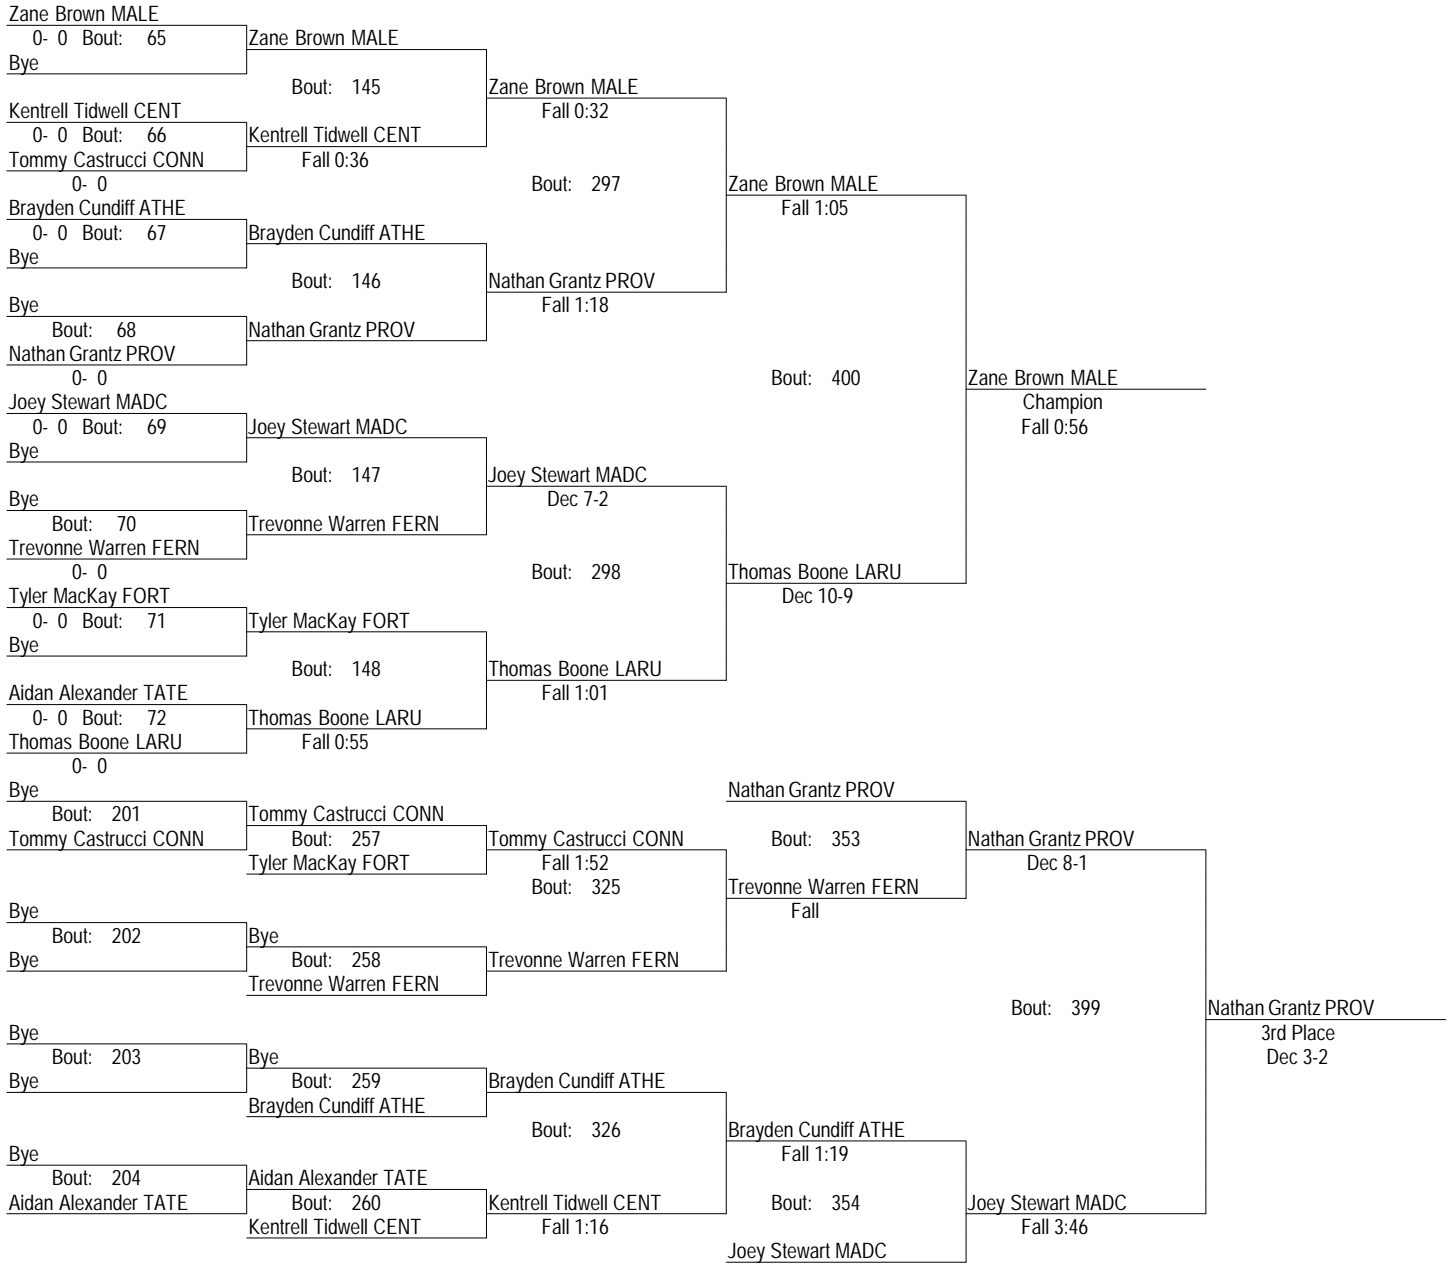 Zane Brown MALE
0- 0 Bout: 65
Zane Brown MALE
Bye
Bout: 145
Zane Brown MALE
Kentrell Tidwell CENT
Fall 0:32
0- 0 Bout: 66
Kentrell Tidwell CENT
Tommy Castrucci CONN
Fall 0:36
0- 0
Bout: 297
Zane Brown MALE
Brayden Cundiff ATHE
Fall 1:05
0- 0 Bout: 67
Brayden Cundiff ATHE
Bye
Bout: 146
Nathan Grantz PROV
Bye
Fall 1:18
Bout: 68
Nathan Grantz PROV
Nathan Grantz PROV
0- 0
Bout: 400
Zane Brown MALE
Joey Stewart MADC
Champion
0- 0 Bout: 69
Joey Stewart MADC
Fall 0:56
Bye
Bout: 147
Joey Stewart MADC
Bye
Dec 7-2
Bout: 70
Trevonne Warren FERN
Trevonne Warren FERN
0- 0
Bout: 298
Thomas Boone LARU
Tyler MacKay FORT
Dec 10-9
0- 0 Bout: 71
Tyler MacKay FORT
Bye
Bout: 148
Thomas Boone LARU
Aidan Alexander TATE
Fall 1:01
0- 0 Bout: 72
Thomas Boone LARU
Thomas Boone LARU
Fall 0:55
0- 0
Bye
Nathan Grantz PROV
Bout: 201
Tommy Castrucci CONN
Tommy Castrucci CONN
Bout: 257
Tommy Castrucci CONN
Bout: 353
Nathan Grantz PROV
Tyler MacKay FORT
Fall 1:52
Dec 8-1
Bout: 325
Trevonne Warren FERN
Bye
Fall
Bout: 202
Bye
Bye
Bout: 258
Trevonne Warren FERN
Trevonne Warren FERN
Bout: 399
Nathan Grantz PROV
Bye
3rd Place
Bout: 203
Bye
Dec 3-2
Bye
Bout: 259
Brayden Cundiff ATHE
Brayden Cundiff ATHE
Bout: 326
Brayden Cundiff ATHE
Bye
Fall 1:19
Bout: 204
Aidan Alexander TATE
Aidan Alexander TATE
Bout: 260
Kentrell Tidwell CENT
Bout: 354
Joey Stewart MADC
Kentrell Tidwell CENT
Fall 1:16
Fall 3:46
Joey Stewart MADC